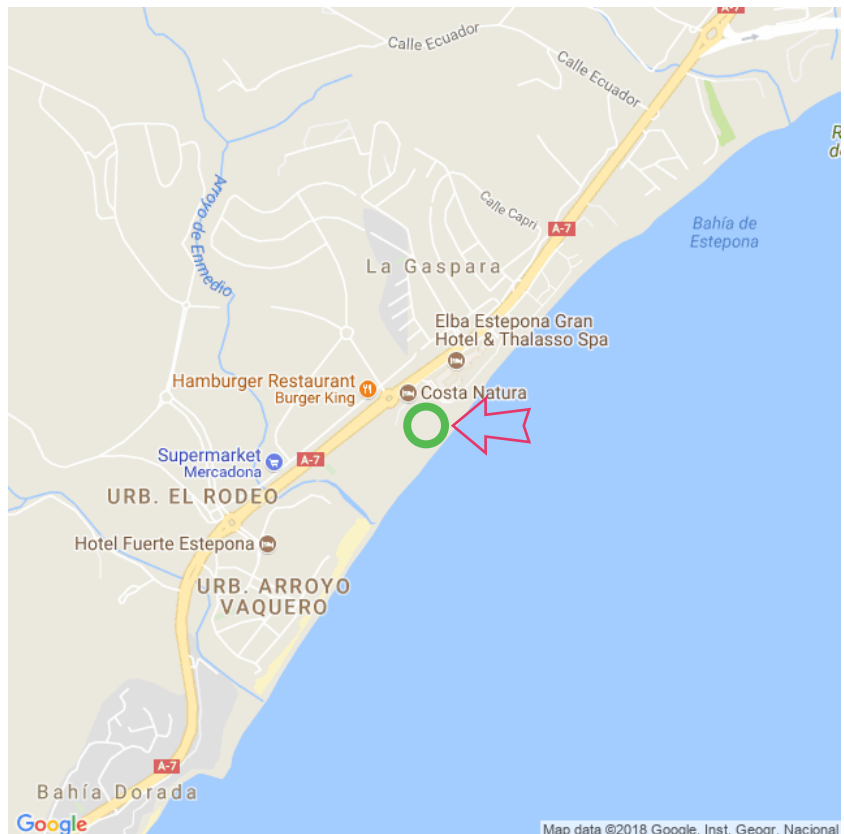 Calle Ecuador
Calle Ecuador
A-7
Arroyo de Enmedio
Calle Capri
A-7
Bahía de
Estepona
La Gaspara
Elba Estepona Gran
Hotel & Thalasso Spa
Hamburger Restaurant
Burger King
Costa Natura
Supermarket
Mercadona
A-7
URB. EL RODEO
Hotel Fuerte Estepona
URB. ARROYO
VAQUERO
A-7
Bahía Dorada
Google
Map data ©2018 Google, Inst. Geogr. Nacional